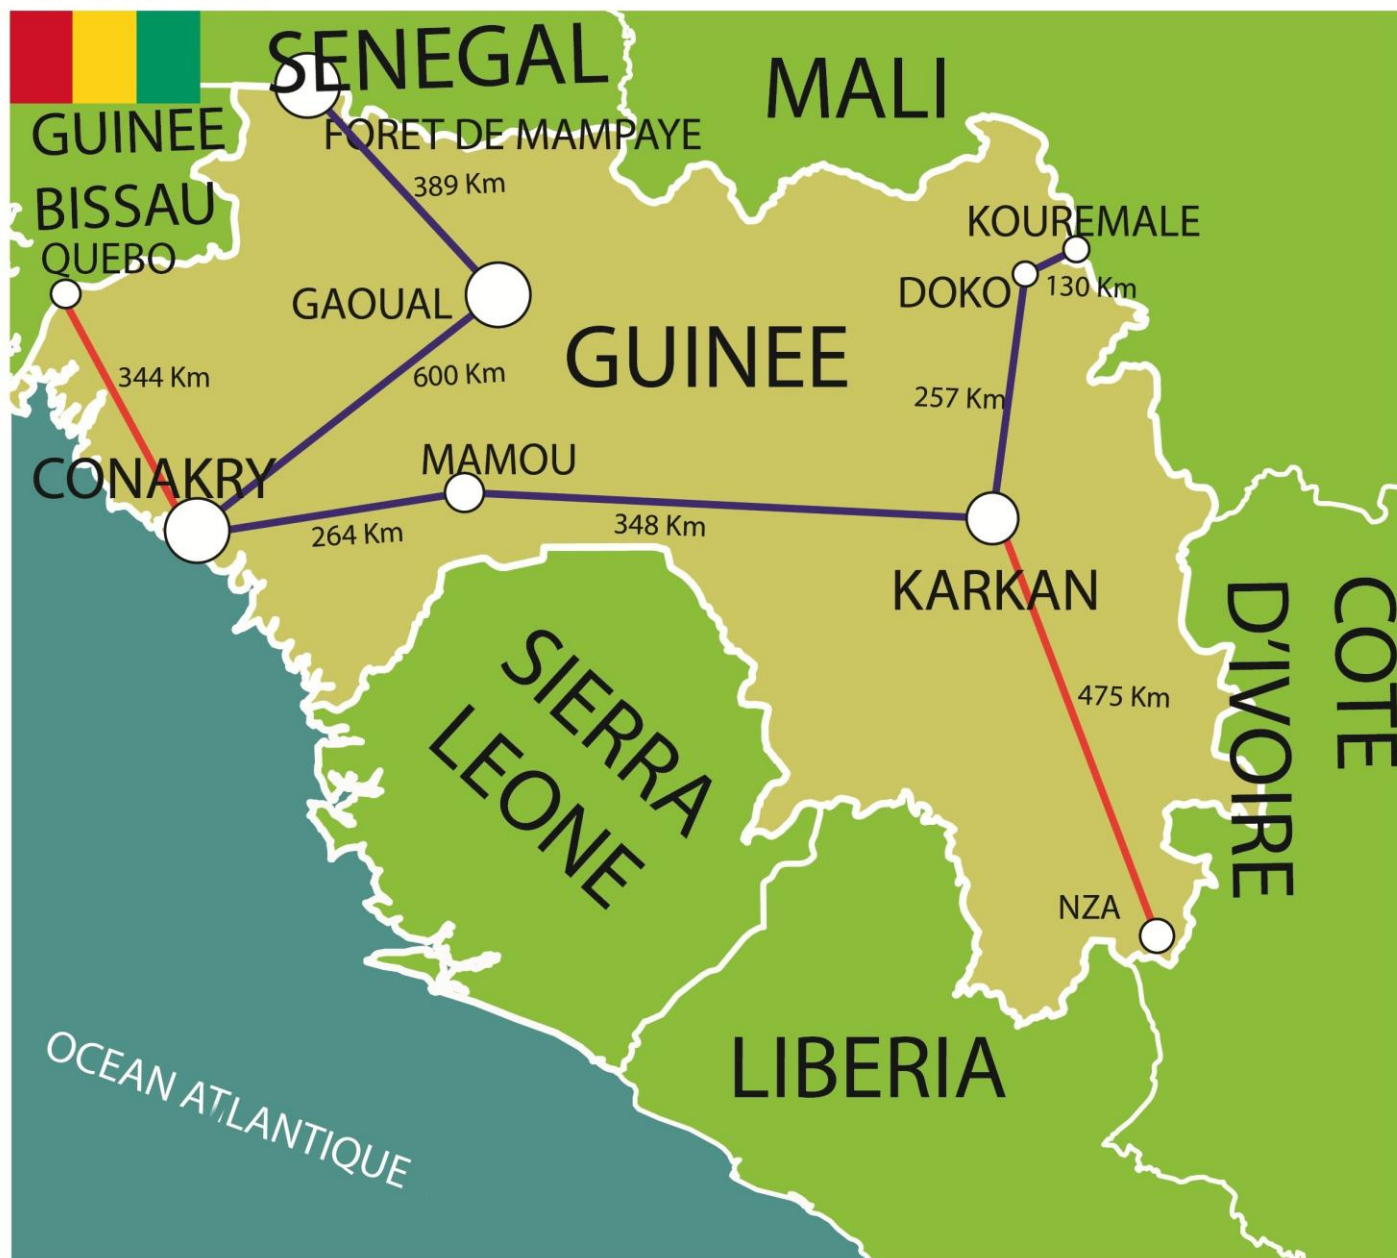 SENEGAL
MALI
GUINEE
BISSAU
FORET DE MAMPAYE
389 Km
QUEBO
KOUREMALE
DOKO
130 Km
GAOUAL
GUINEE
344 Km
600 Km
257 Km
CONAKRY
MAMOU
264 Km
348 Km
KARKAN
COTE
D'IVOIRE
SIERRA
LEONE
475 Km
NZA
LIBERIA
OCEAN ATLANTIQUE